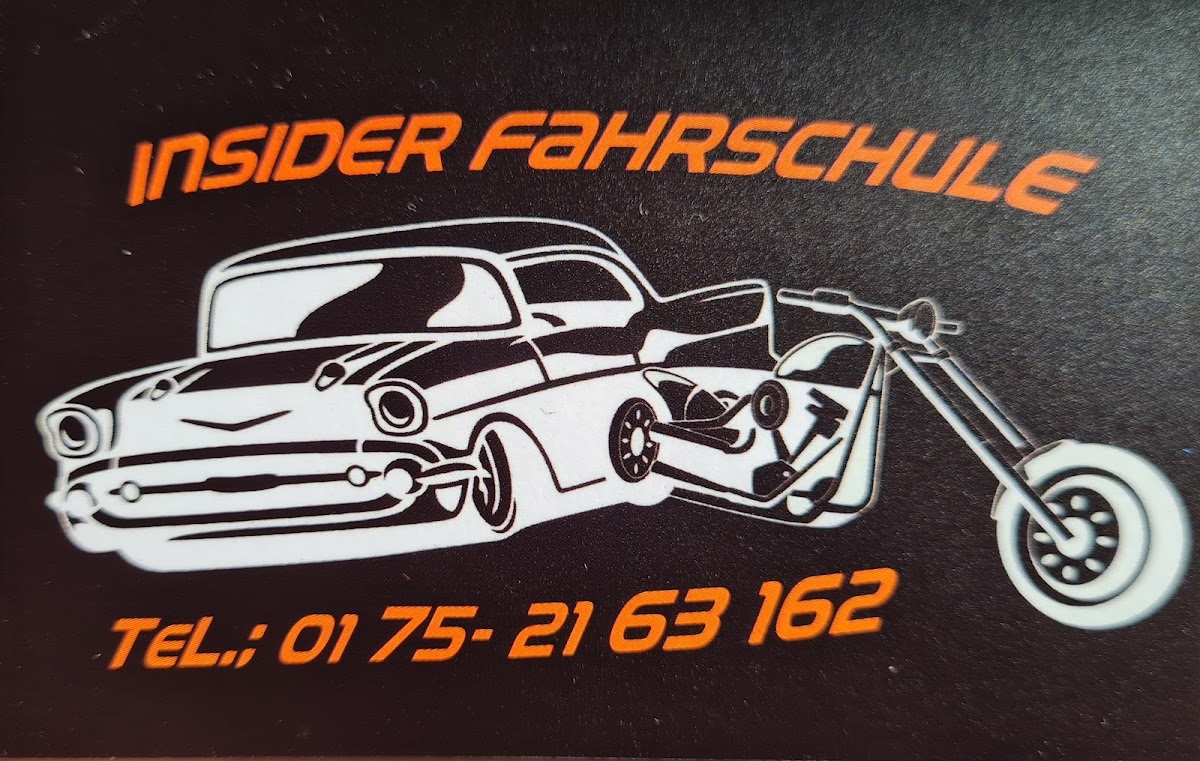 INSIDER FAHRSCHULE
TEL.; 01 75- 21 63 162